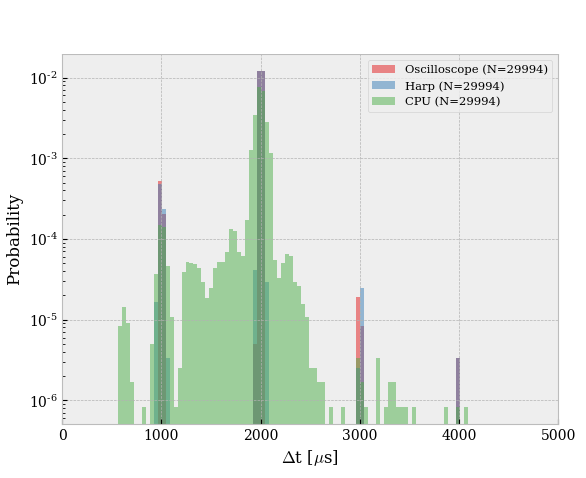 Oscilloscope (N=29994)
Harp (N=29994)
CPU (N=29994)
Probability
10⁻²
10⁻³
10⁻⁴
10⁻⁵
10⁻⁶
0 1000 2000 3000 4000 5000
Δt [μs]